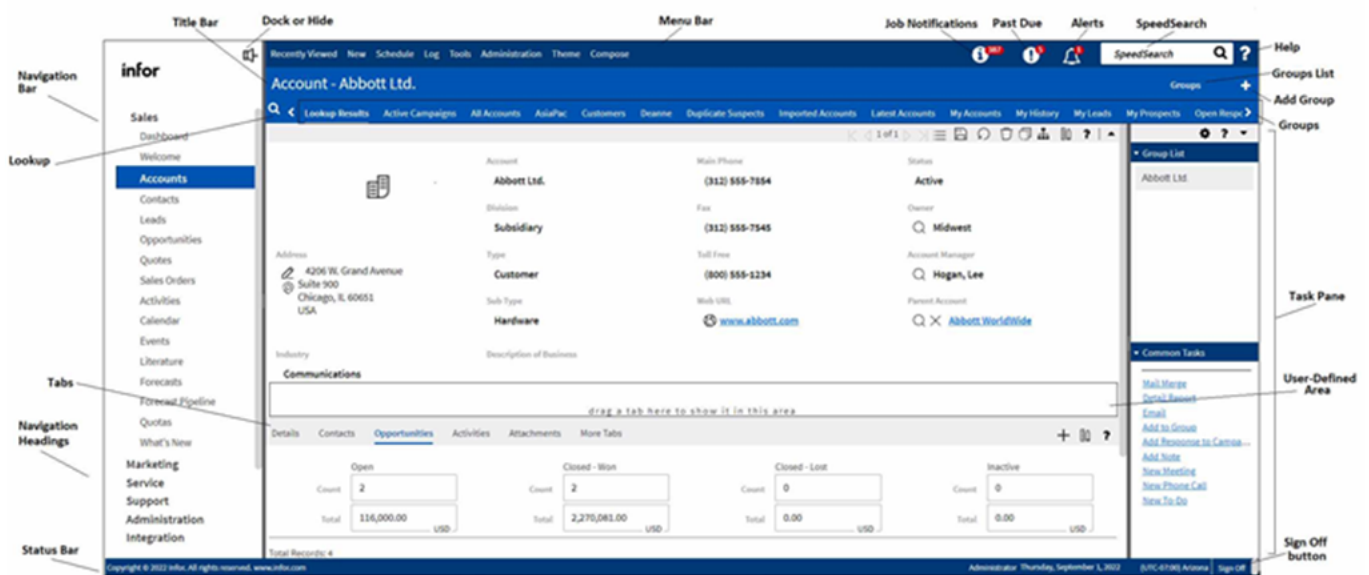 Title Bar
Dock or Hide
Menu Bar
Job Notifications
Past Due
Alerts
SpeedSearch
Navigation
Bar
Lookup
Tabs
Navigation
Headings
Status Bar
Help
Groups List
Add Group
Groups
Task Pane
User-Defined
Area
Sign Off
button
infor
Recently Viewed New Schedule Log Tools Administration Theme Compose
SpeedSearch
?
Account - Abbott Ltd.
Groups
Lookup Results Active Campaigns All Accounts AsiaPac Customers Deanne Duplicate Suspects Imported Accounts Latest Accounts My Accounts My History My Leads My Prospects Open Respo
1 of 1
?
?
Sales
Dashboard
Welcome
Accounts
Contacts
Leads
Opportunities
Quotes
Sales Orders
Activities
Calendar
Events
Literature
Forecasts
Forecast Pipeline
Quotas
What's New
Marketing
Service
Support
Administration
Integration
Account
Abbott Ltd.
Main Phone
(312) 555-7854
Status
Active
Division
Subsidiary
Fax
(312) 555-7545
Owner
Midwest
Address
4206 W. Grand Avenue
Suite 900
Chicago, IL 60651
USA
Type
Customer
Toll Free
(800) 555-1234
Account Manager
Hogan, Lee
Sub Type
Hardware
Web URL
www.abbott.com
Parent Account
Abbott WorldWide
Industry
Description of Business
Communications
drag a tab here to show it in this area
Details Contacts Opportunities Activities Attachments More Tabs
?
Open
Count 2
Total 116,000.00 USD
Closed - Won
Count 2
Total 2,270,081.00 USD
Closed - Lost
Count 0
Total 0.00 USD
Inactive
Count 0
Total 0.00 USD
Total Records: 4
Group List
Abbott Ltd.
Common Tasks
Mail Merge
Detail Report
Email
Add to Group
Add Response to Campa...
Add Note
New Meeting
New Phone Call
New To-Do
Copyright © 2022 Infor. All rights reserved. www.infor.com
Administrator Thursday, September 1, 2022 (UTC-07:00) Arizona Sign Off